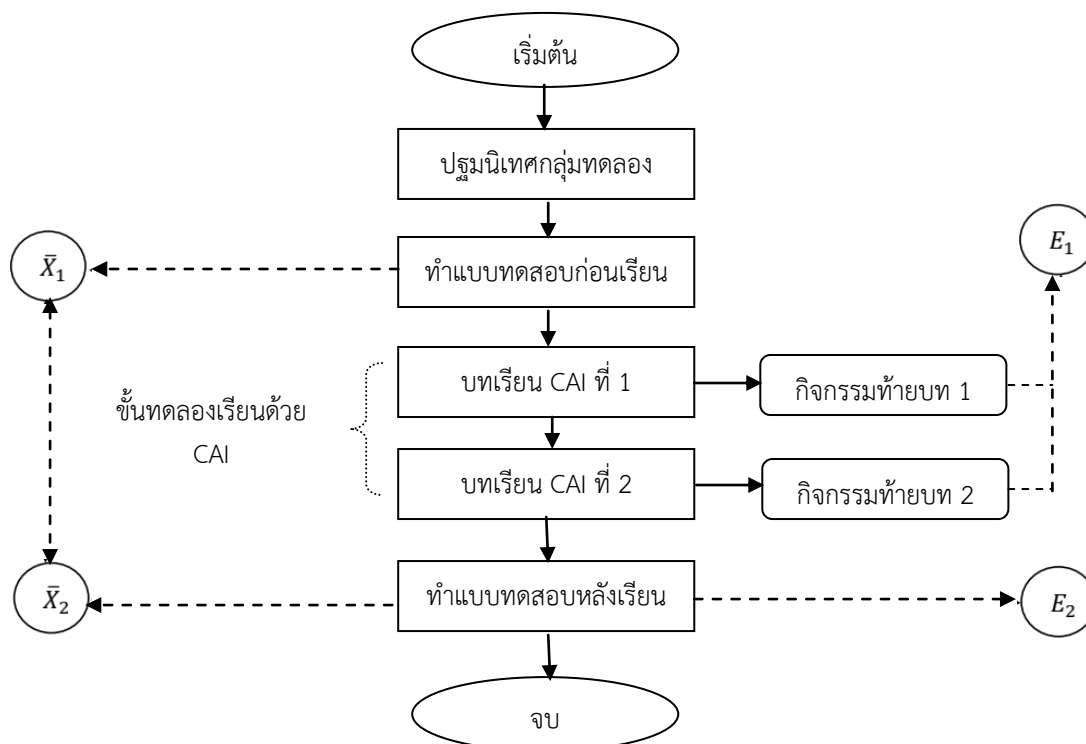 เริ่มต้น
ปฐมนิเทศกลุ่มทดลอง
E₁
X̄₁
ทำแบบทดสอบก่อนเรียน
บทเรียน CAI ที่ 1
กิจกรรมท้ายบท 1
ขั้นทดลองเรียนด้วย
CAI
บทเรียน CAI ที่ 2
กิจกรรมท้ายบท 2
X̄₂
ทำแบบทดสอบหลังเรียน
E₂
จบ